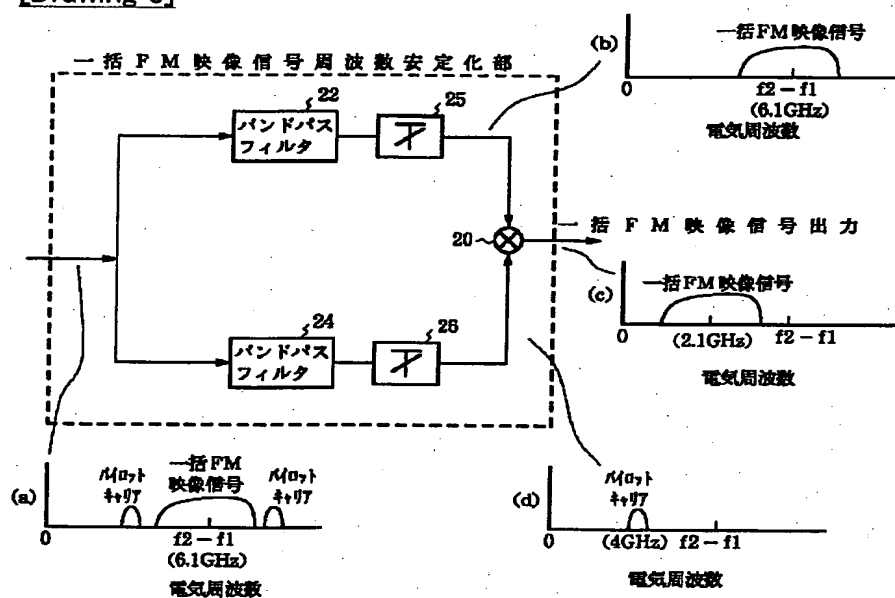 一括FM映像信号周波数安定化部
22
バンドパス
フィルタ
25
(b)
一括FM映像信号
0
f2-f1
(6.1GHz)
電気周波数
20
一括FM映像信号出力
(c)
一括FM映像信号
0
(2.1GHz)
f2-f1
電気周波数
24
バンドパス
フィルタ
26
(a)
パイロット
キャリア
一括FM
映像信号
パイロット
キャリア
0
f2-f1
(6.1GHz)
電気周波数
(d)
パイロット
キャリア
0
(4GHz)
f2-f1
電気周波数